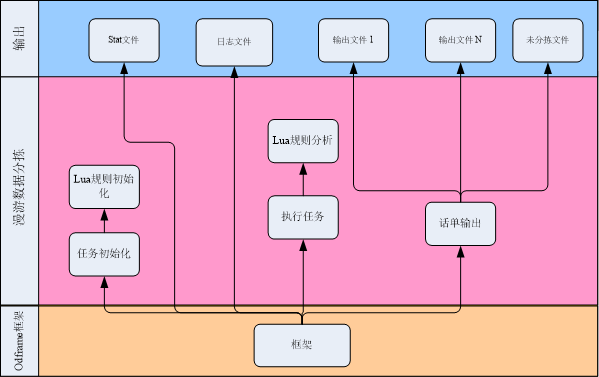 输出
Stat文件
日志文件
输出文件 1
输出文件 N
未分拣文件
漫游数据分拣
Lua规则分析
Lua规则初始
化
执行任务
话单输出
任务初始化
Odframe框架
框架